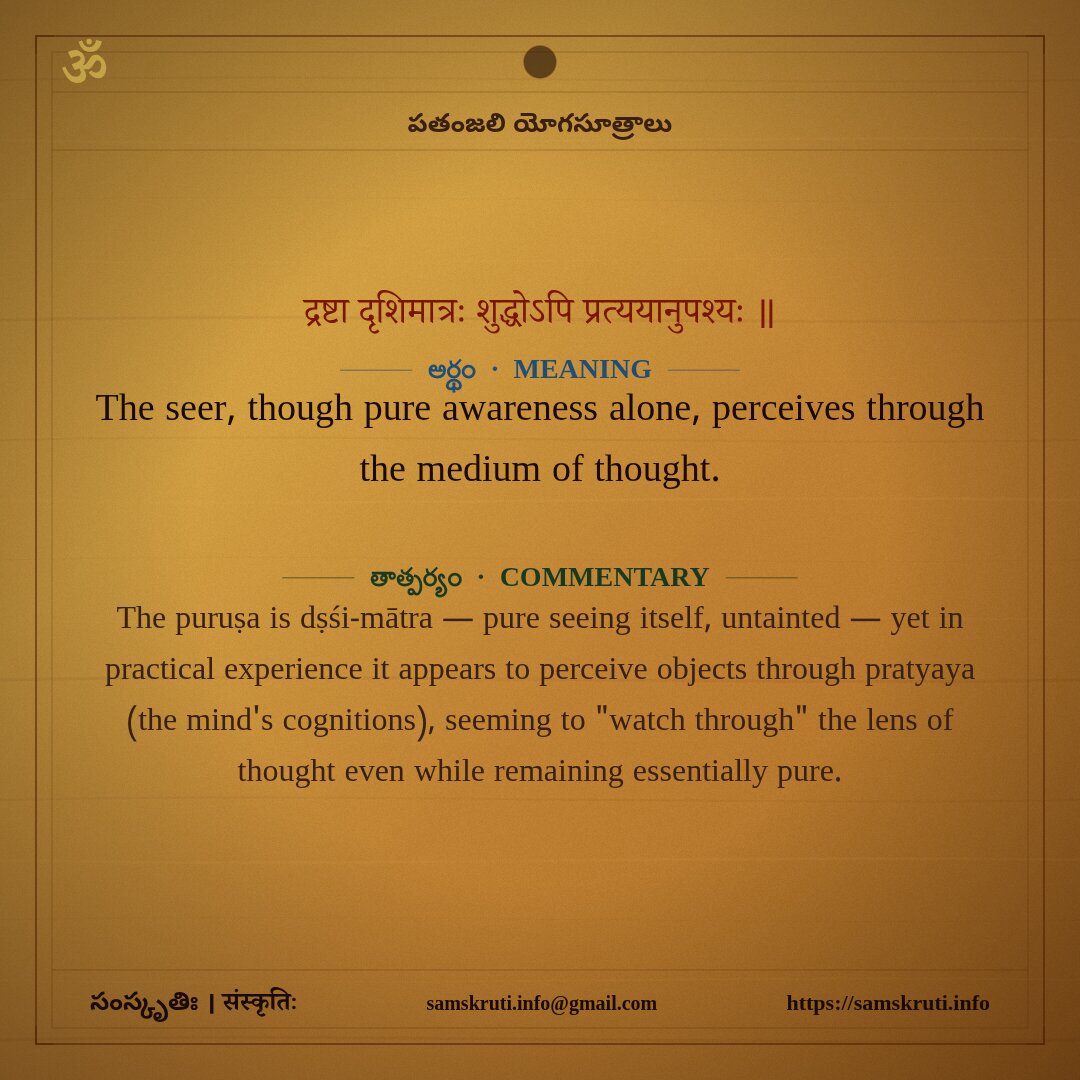 ॐ
పతంజలి యోగసూత్రాలు
द्रष्टा दृशिमात्रः शुद्धोऽपि प्रत्ययानुपश्यः ॥
అర్థం · MEANING
The seer, though pure awareness alone, perceives through
the medium of thought.
తాత్పర్యం · COMMENTARY
The puruṣa is dṣśi-mātra — pure seeing itself, untainted — yet in
practical experience it appears to perceive objects through pratyaya
(the mind's cognitions), seeming to "watch through" the lens of
thought even while remaining essentially pure.
సంస్కృతిః | संस्कृतिः samskruti.info@gmail.com https://samskruti.info